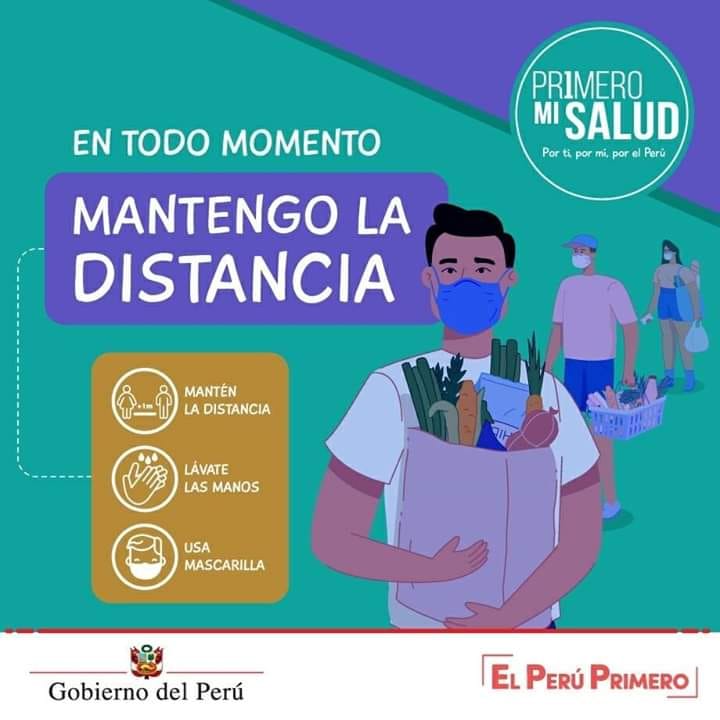 PR1MERO
MI SALUD
Por ti, por mí, por el Perú
EN TODO MOMENTO
MANTENGO LA
DISTANCIA
+1m
MANTÉN
LA DISTANCIA
LÁVATE
LAS MANOS
USA
MASCARILLA
Gobierno del Perú
EL PERÚ PRIMERO